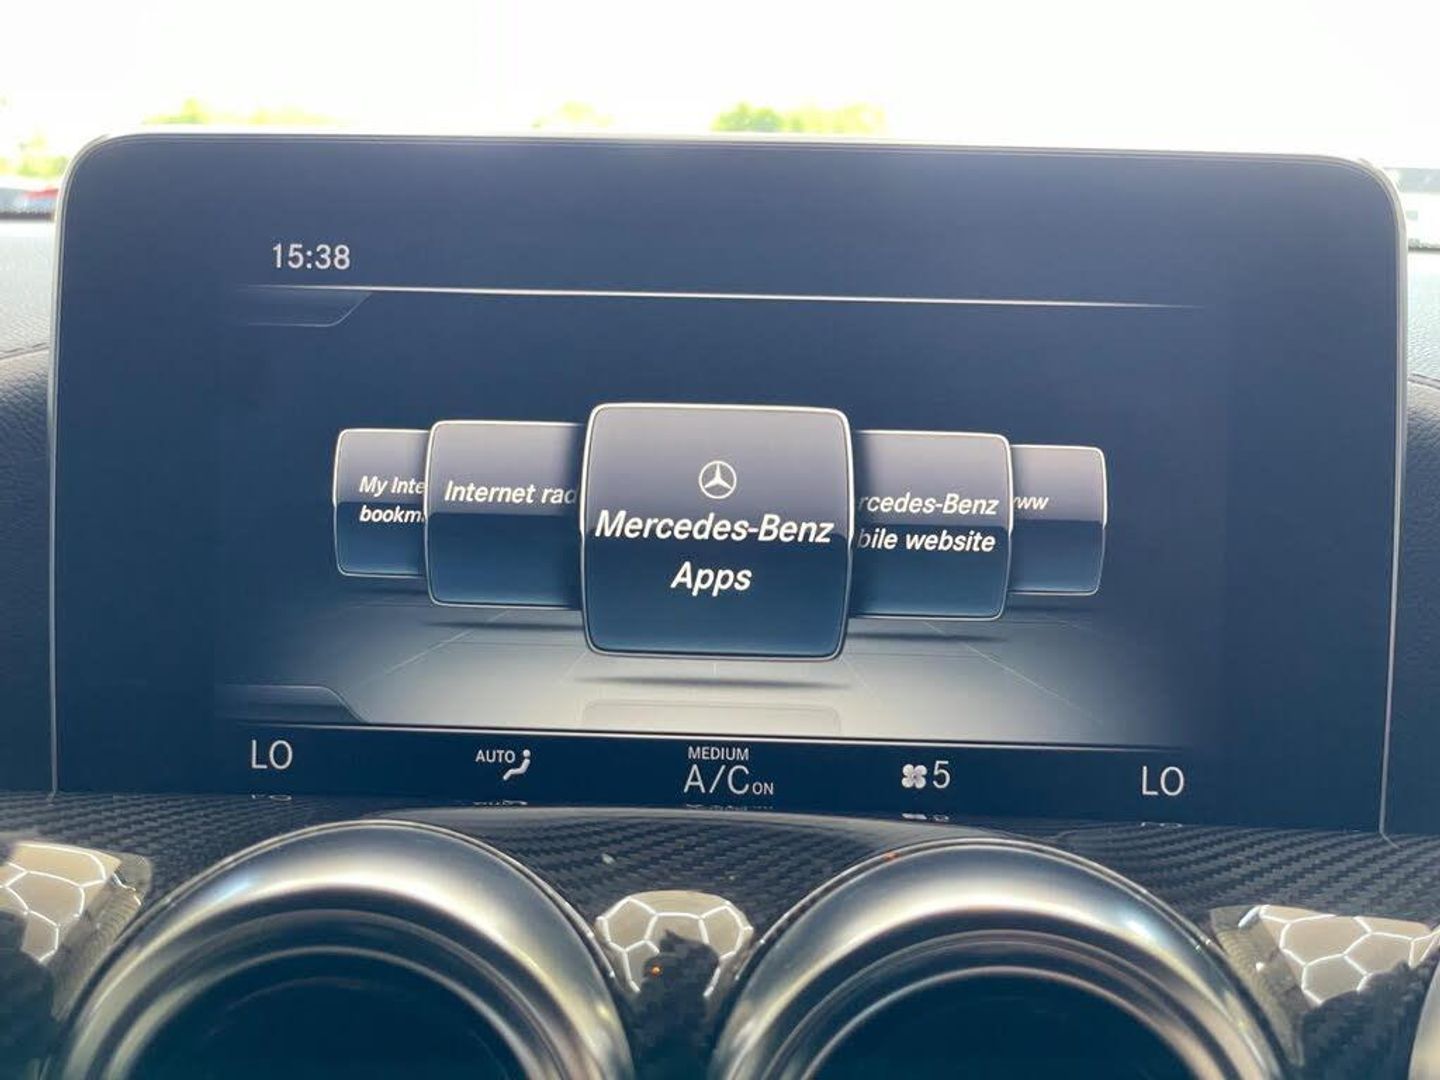 15:38
My Inte
bookm
Internet rad
Mercedes-Benz
Apps
rcedes-Benz
bile website
ww
LO
AUTO
MEDIUM
A/C ON
5
LO